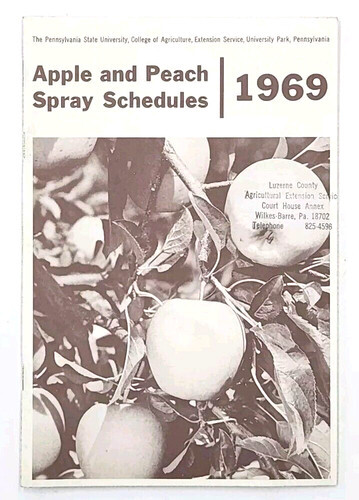 The Pennsylvania State University, College of Agriculture, Extension Service, University Park, Pennsylvania
Apple and Peach
Spray Schedules
1969
Luzerne County
Agricultural Extension Servic
Court House Annex
Wilkes-Barre, Pa. 18702
Telephone 825-4598